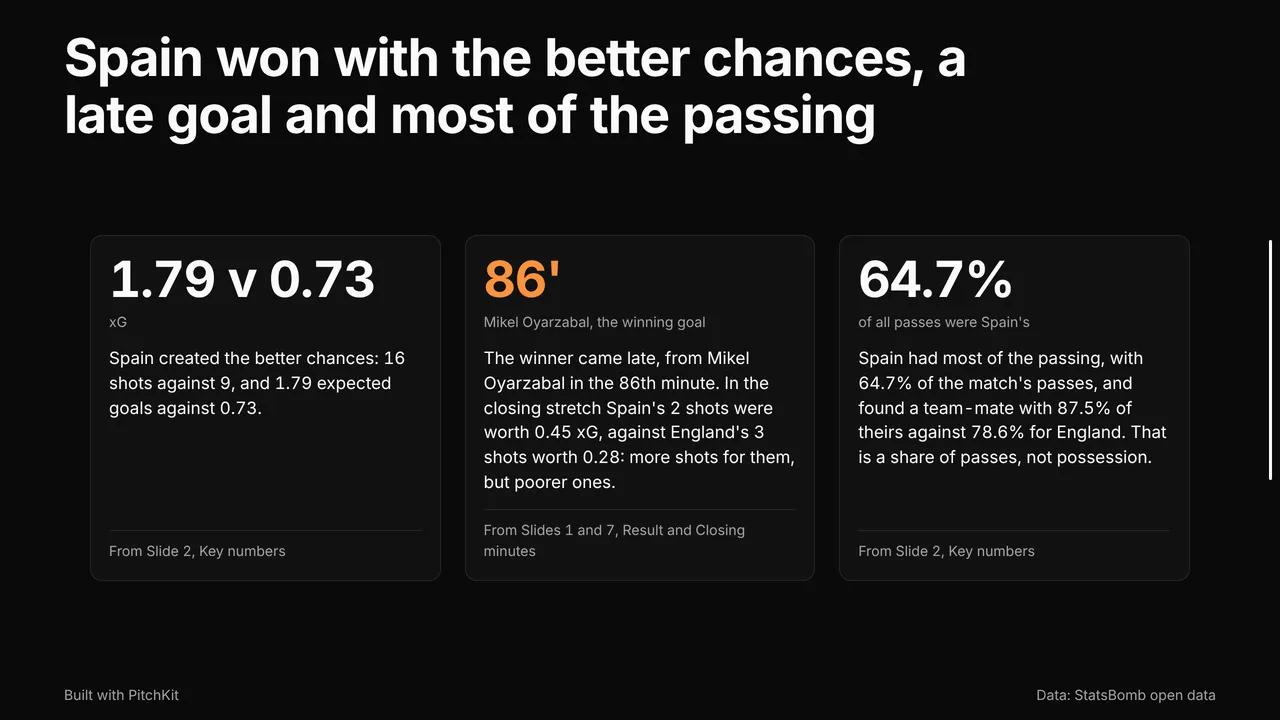 Spain won with the better chances, a
late goal and most of the passing
1.79 v 0.73
xG
Spain created the better chances: 16
shots against 9, and 1.79 expected
goals against 0.73.
From Slide 2, Key numbers
86'
Mikel Oyarzabal, the winning goal
The winner came late, from Mikel
Oyarzabal in the 86th minute. In the
closing stretch Spain's 2 shots were
worth 0.45 xG, against England's 3
shots worth 0.28: more shots for them,
but poorer ones.
From Slides 1 and 7, Result and Closing
minutes
64.7%
of all passes were Spain's
Spain had most of the passing, with
64.7% of the match's passes, and
found a team-mate with 87.5% of
theirs against 78.6% for England. That
is a share of passes, not possession.
From Slide 2, Key numbers
Built with PitchKit
Data: StatsBomb open data